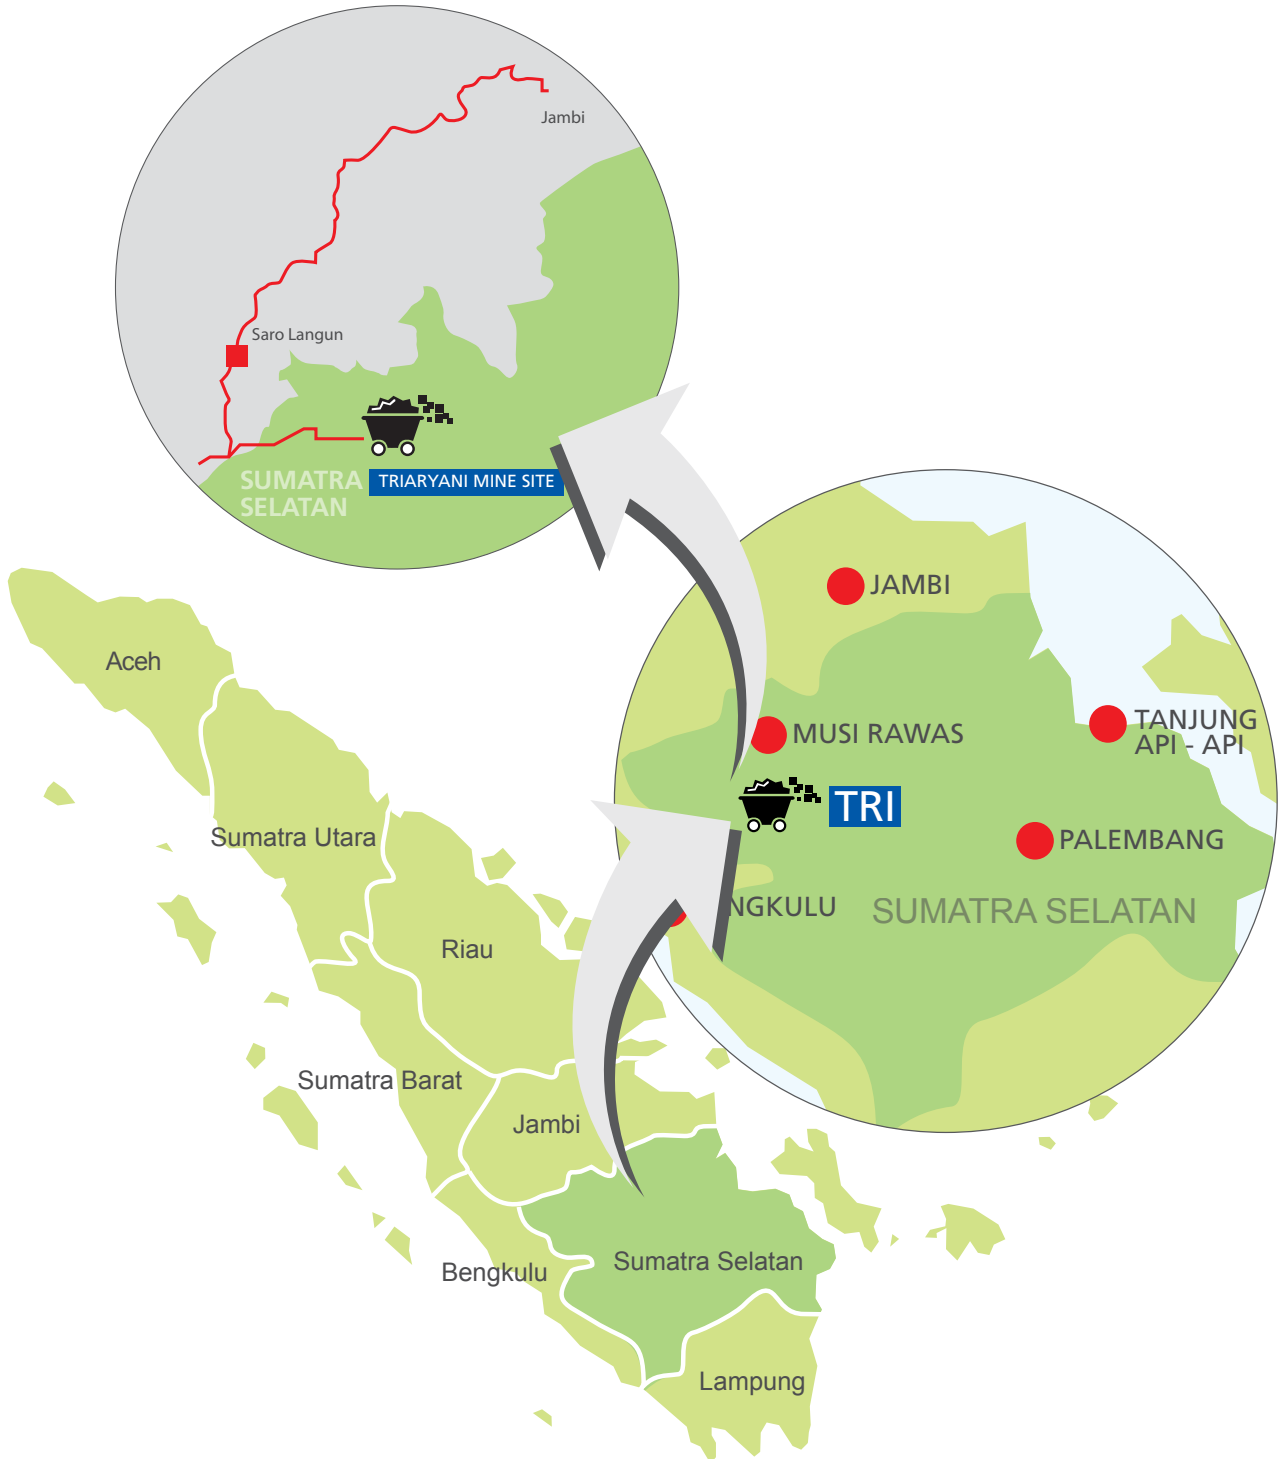 Jambi
Saro Langun
SUMATRA
SELATAN
TRIARYANI MINE SITE
JAMBI
MUSI RAWAS
TANJUNG
API - API
TRI
PALEMBANG
NGKULU
SUMATRA SELATAN
Aceh
Sumatra Utara
Riau
Sumatra Barat
Jambi
Bengkulu
Sumatra Selatan
Lampung